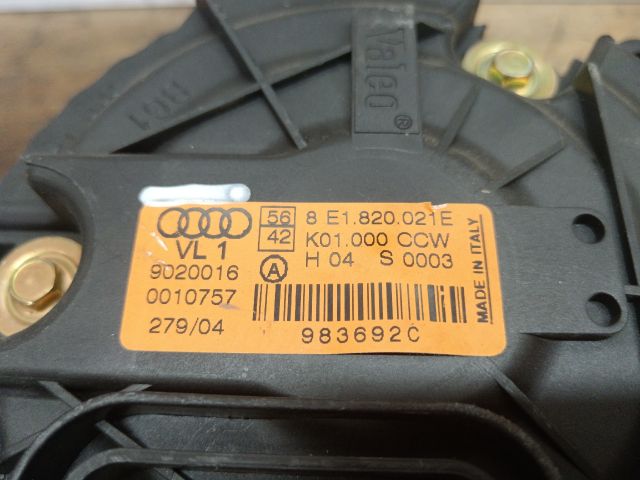 Valeo ®
RG1
56 8 E1.820.021E
42 K01.000 CCW
VL 1
H 04 S 0003
9020016
A
0010757
279/04
983692C
MADE IN ITALY